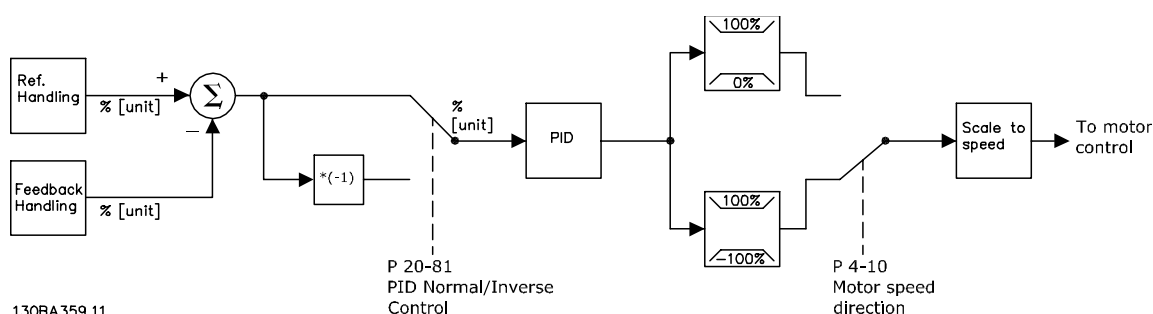 Ref.
Handling
+
% [unit]
Σ
−
Feedback
Handling
% [unit]
*(-1)
%
[unit]
P 20-81
PID Normal/Inverse
Control
PID
100%
0%
100%
-100%
P 4-10
Motor speed
direction
Scale to
speed
To motor
control
130BA359.11